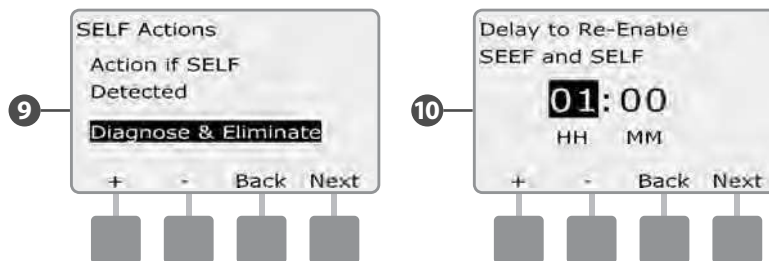 9
SELF Actions
Action if SELF
Detected
Diagnose & Eliminate
+ - Back Next
10
Delay to Re-Enable
SEEF and SELF
01:00
HH MM
+ - Back Next